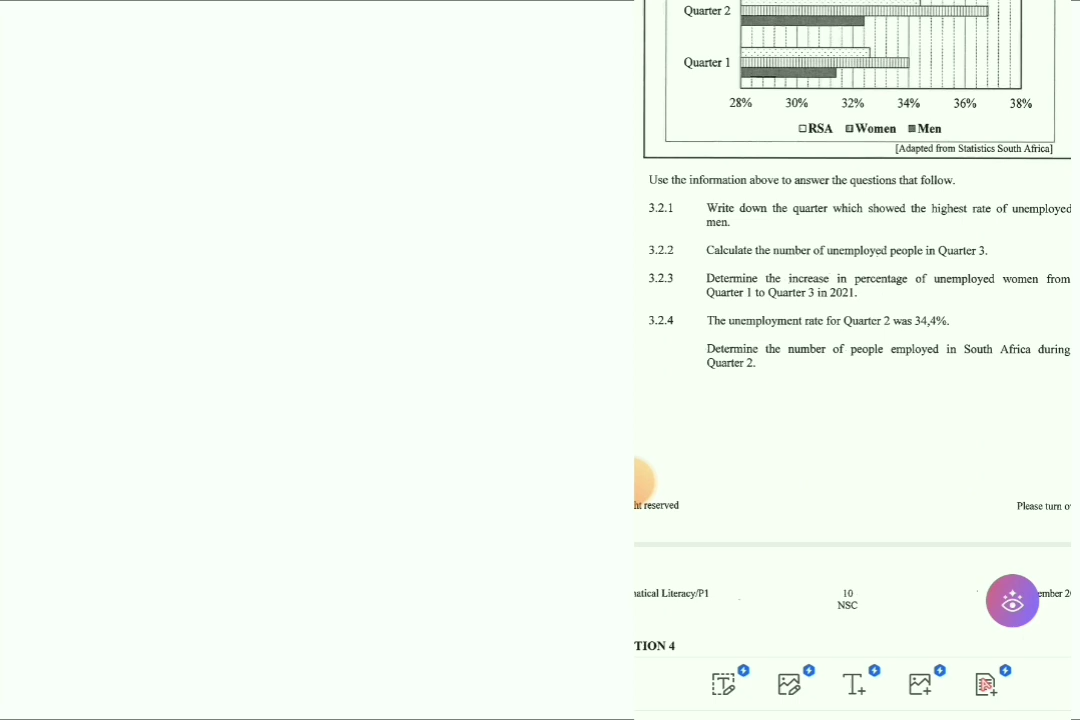 Quarter 2
Quarter 1
28% 30% 32% 34% 36% 38%
RSA Women Men
[Adapted from Statistics South Africa]
Use the information above to answer the questions that follow.
3.2.1 Write down the quarter which showed the highest rate of unemployed
men.
3.2.2 Calculate the number of unemployed people in Quarter 3.
3.2.3 Determine the increase in percentage of unemployed women from
Quarter 1 to Quarter 3 in 2021.
3.2.4 The unemployment rate for Quarter 2 was 34,4%.
Determine the number of people employed in South Africa during
Quarter 2.
ht reserved Please turn o
natical Literacy/P1 10 ember 2
NSC
TION 4